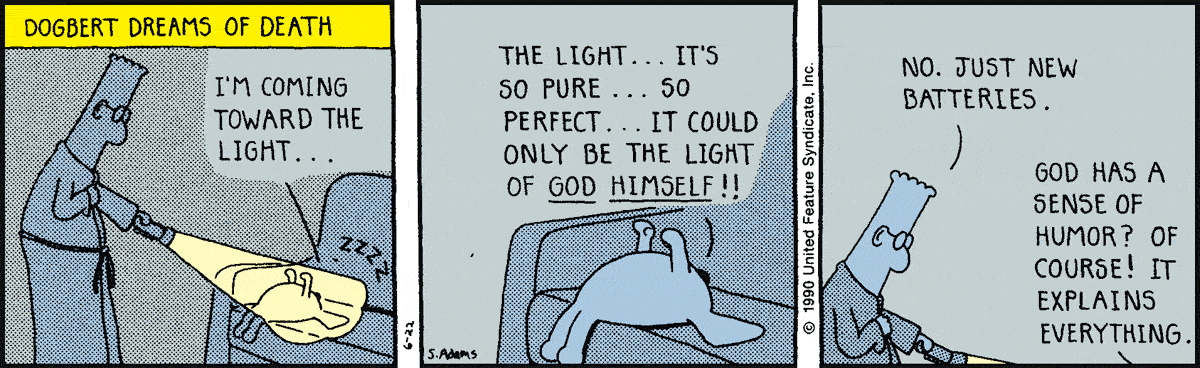 DOGBERT DREAMS OF DEATH
I'M COMING
TOWARD THE
LIGHT...
ZZZZ
6-22
THE LIGHT... IT'S
SO PURE ... SO
PERFECT... IT COULD
ONLY BE THE LIGHT
OF GOD HIMSELF!!
S. Adams
© 1990 United Feature Syndicate, Inc.
NO. JUST NEW
BATTERIES.
GOD HAS A
SENSE OF
HUMOR? OF
COURSE! IT
EXPLAINS
EVERYTHING.